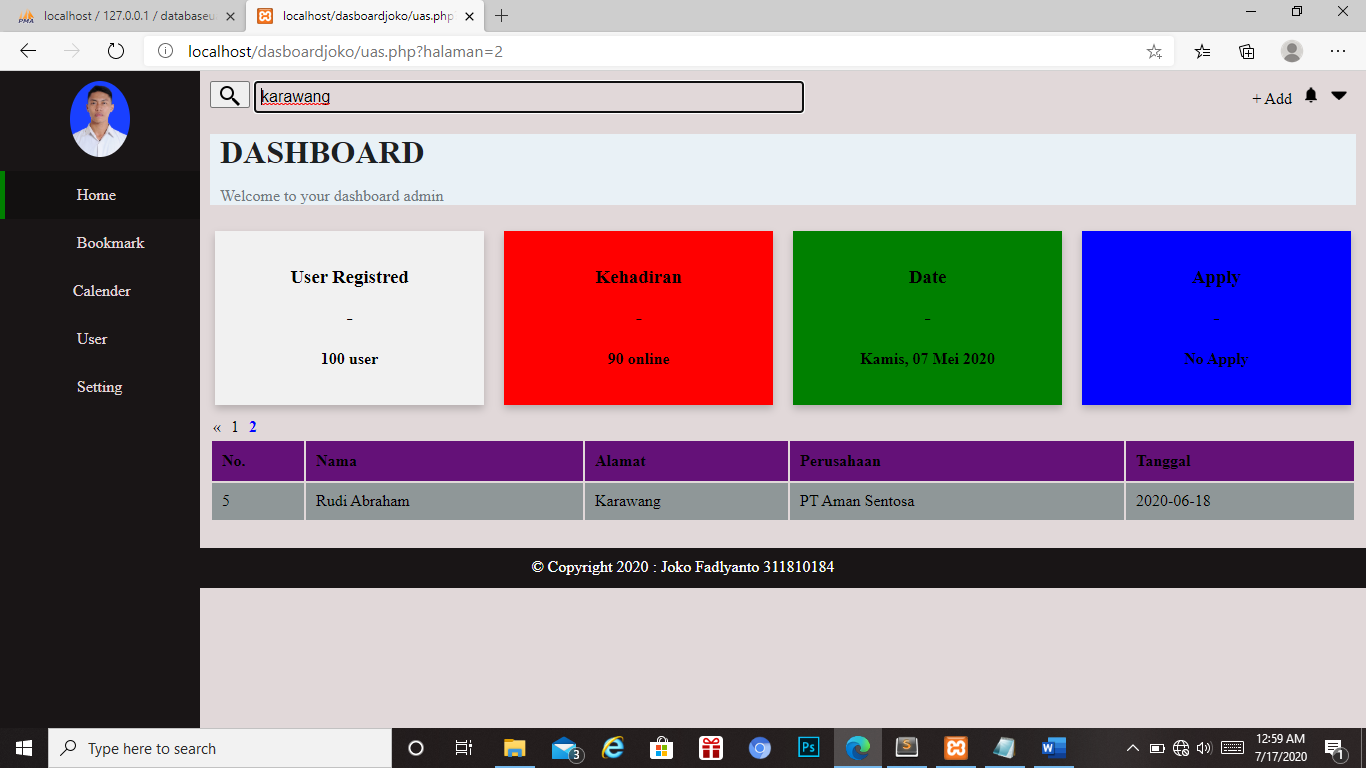 localhost / 127.0.0.1 / databaseu
localhost/dasboardjoko/uas.php
localhost/dasboardjoko/uas.php?halaman=2
karawang
+ Add
DASHBOARD
Welcome to your dashboard admin
Home
Bookmark
Calender
User
Setting
User Registred
-
100 user
Kehadiran
-
90 online
Date
-
Kamis, 07 Mei 2020
Apply
-
No Apply
« 1 2
No. Nama Alamat Perusahaan Tanggal
5 Rudi Abraham Karawang PT Aman Sentosa 2020-06-18
© Copyright 2020 : Joko Fadlyanto 311810184
Type here to search
3
Ps
S
W
12:59 AM
7/17/2020
1